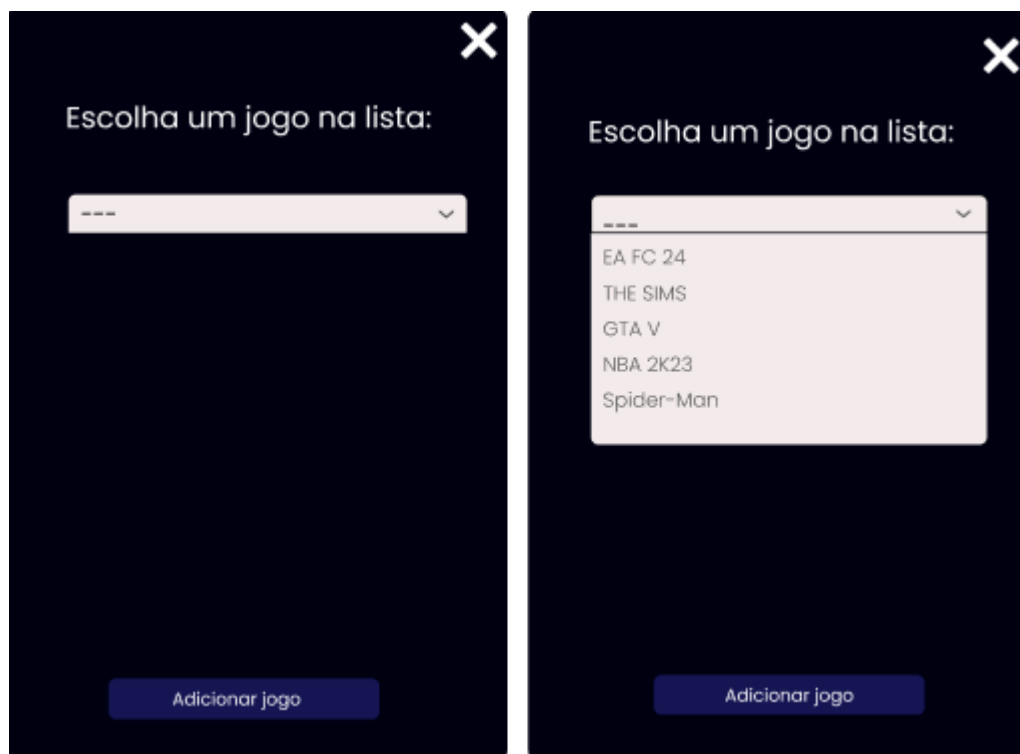 Escolha um jogo na lista:
---
Adicionar jogo
Escolha um jogo na lista:
---
EA FC 24
THE SIMS
GTA V
NBA 2K23
Spider-Man
Adicionar jogo